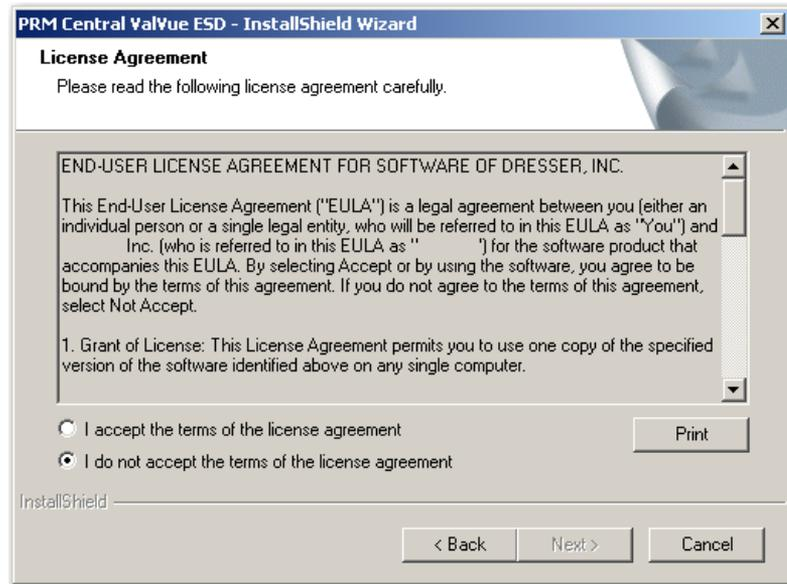 PRM Central ValVue ESD - InstallShield Wizard
License Agreement
Please read the following license agreement carefully.
END-USER LICENSE AGREEMENT FOR SOFTWARE OF DRESSER, INC.
This End-User License Agreement ("EULA") is a legal agreement between you (either an
individual person or a single legal entity, who will be referred to in this EULA as "You") and
Inc. (who is referred to in this EULA as " ") for the software product that
accompanies this EULA. By selecting Accept or by using the software, you agree to be
bound by the terms of this agreement. If you do not agree to the terms of this agreement,
select Not Accept.
1. Grant of License: This License Agreement permits you to use one copy of the specified
version of the software identified above on any single computer.
I accept the terms of the license agreement
Print
I do not accept the terms of the license agreement
InstallShield
< Back
Next >
Cancel